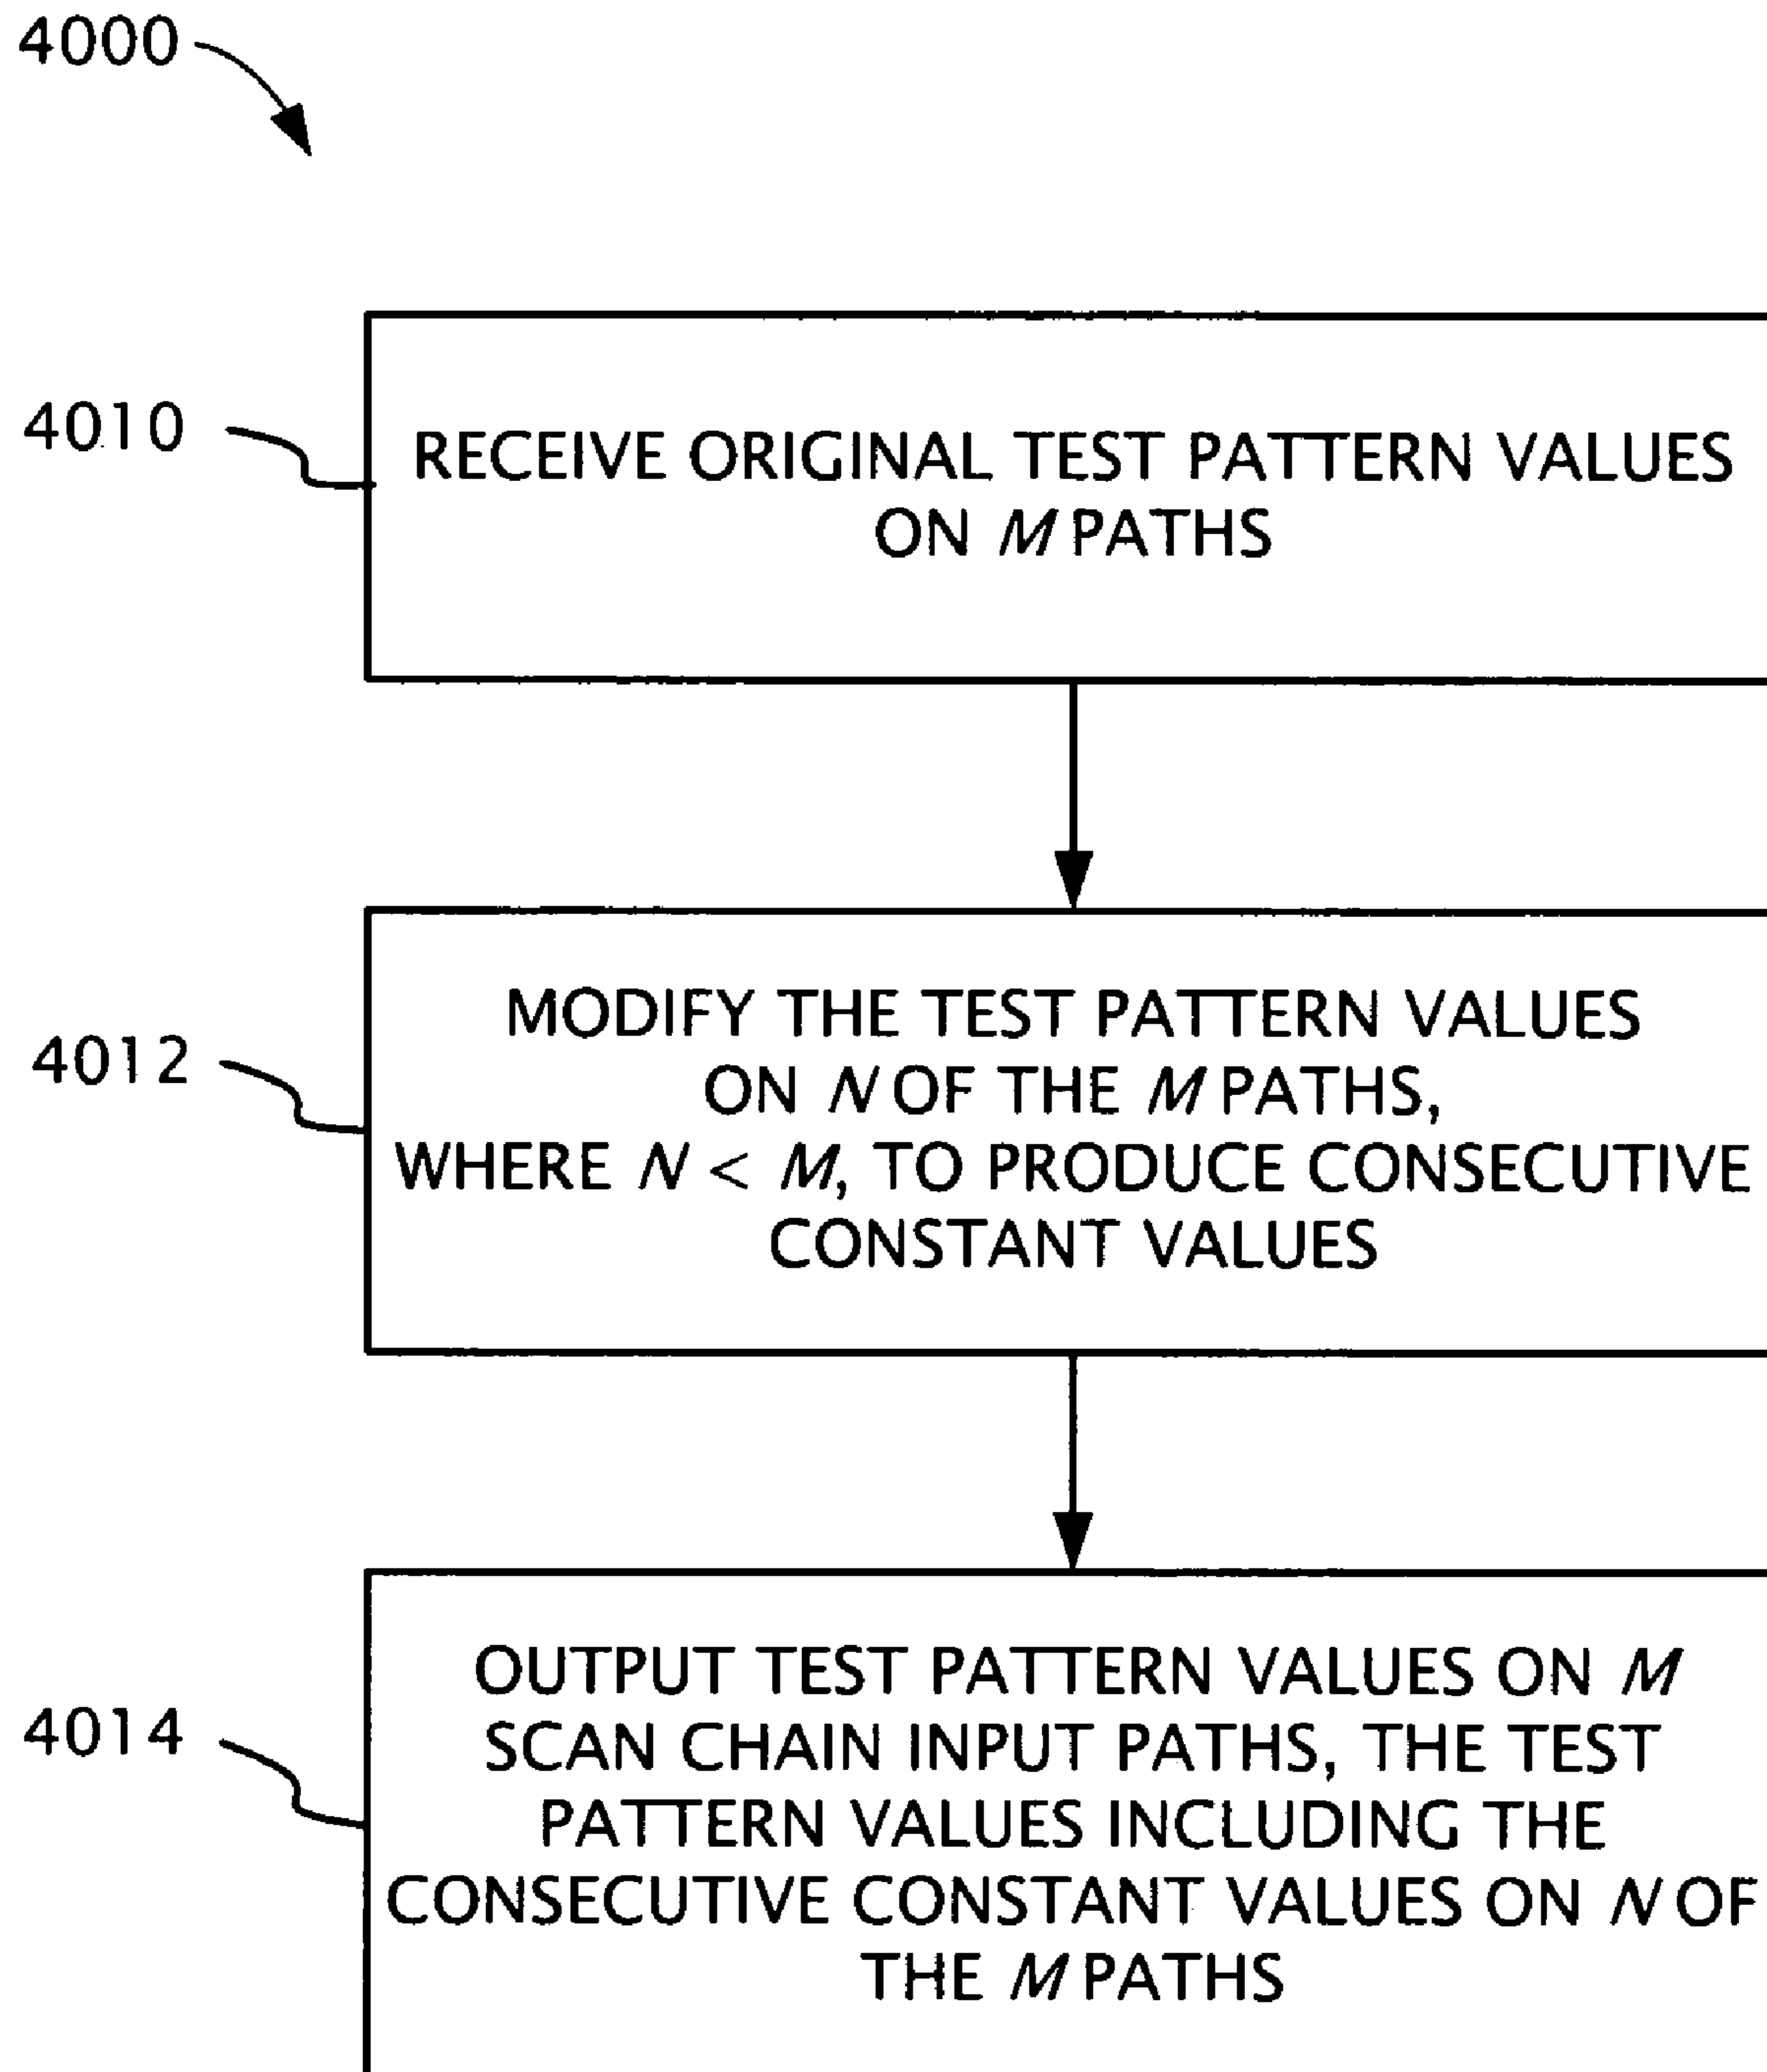 4000
4010
RECEIVE ORIGINAL TEST PATTERN VALUES
ON M PATHS
4012
MODIFY THE TEST PATTERN VALUES
ON N OF THE M PATHS,
WHERE N < M, TO PRODUCE CONSECUTIVE
CONSTANT VALUES
4014
OUTPUT TEST PATTERN VALUES ON M
SCAN CHAIN INPUT PATHS, THE TEST
PATTERN VALUES INCLUDING THE
CONSECUTIVE CONSTANT VALUES ON N OF
THE M PATHS